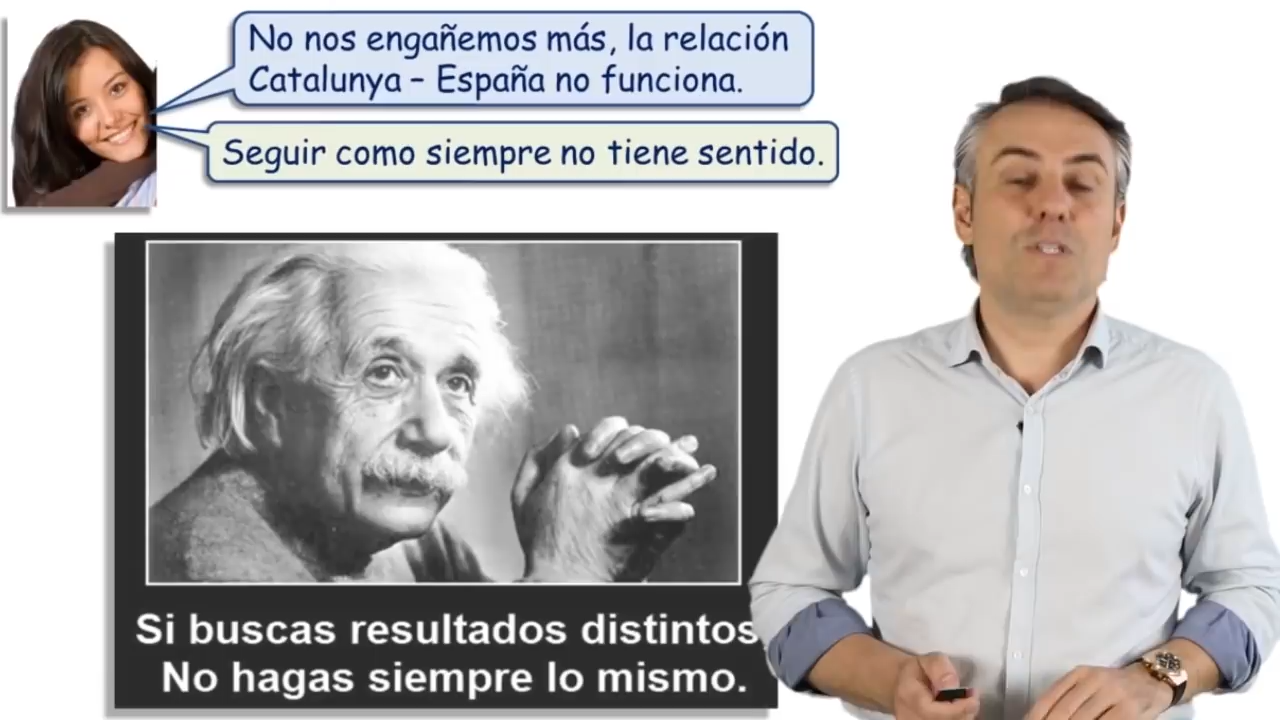 No nos engañemos más, la relación
Catalunya – España no funciona.
Seguir como siempre no tiene sentido.
Si buscas resultados distintos
No hagas siempre lo mismo.